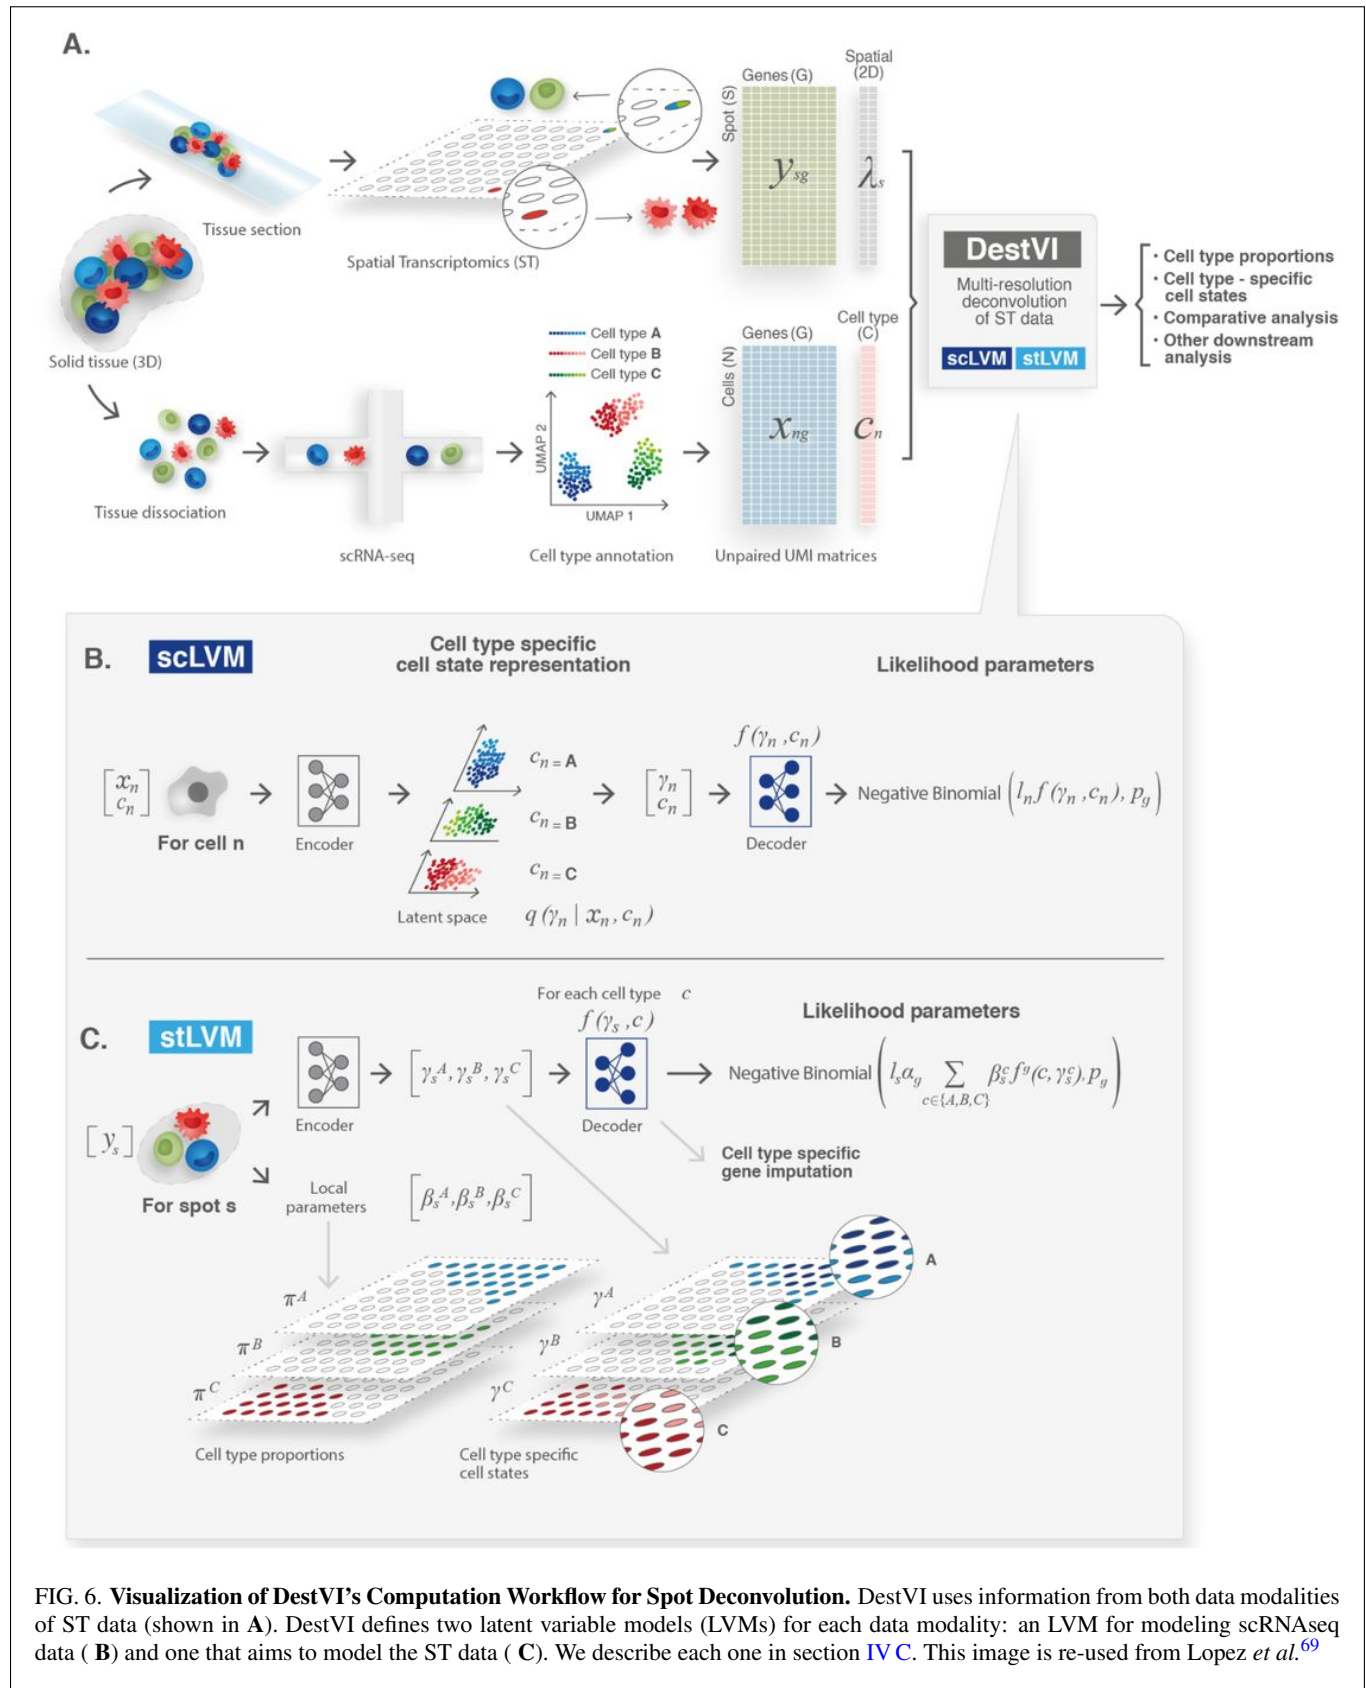 A.
Tissue section
Solid tissue (3D)
Spatial Transcriptomics (ST)
Genes (G)
Spatial
(2D)
Spot (S)
y_sg
λ_s
Tissue dissociation
scRNA-seq
Cell type A
Cell type B
Cell type C
UMAP 2
UMAP 1
Cell type annotation
Genes (G)
Cell type
(C)
Cells (N)
x_ng
c_n
Unpaired UMI matrices
DestVI
Multi-resolution
deconvolution
of ST data
scLVM stLVM
· Cell type proportions
· Cell type - specific
cell states
· Comparative analysis
· Other downstream
analysis
B. scLVM
Cell type specific
cell state representation
Likelihood parameters
[x_n
c_n]
For cell n
Encoder
c_n = A
c_n = B
c_n = C
Latent space
q (γ_n | x_n, c_n)
[γ_n
c_n]
f (γ_n , c_n)
Decoder
Negative Binomial (l_n f (γ_n , c_n), p_g)
C. stLVM
For each cell type c
f (γ_s , c)
Likelihood parameters
[y_s]
For spot s
Encoder
[γ_s^A, γ_s^B, γ_s^C]
Decoder
Negative Binomial (l_s α_g ∑ β_s^c f^g(c, γ_s^c), p_g)
c∈{A,B,C}
Cell type specific
gene imputation
Local
parameters
[β_s^A, β_s^B, β_s^C]
π^A
π^B
π^C
Cell type proportions
γ^A
γ^B
γ^C
A
B
C
Cell type specific
cell states
FIG. 6. Visualization of DestVI's Computation Workflow for Spot Deconvolution. DestVI uses information from both data modalities
of ST data (shown in A). DestVI defines two latent variable models (LVMs) for each data modality: an LVM for modeling scRNAseq
data ( B) and one that aims to model the ST data ( C). We describe each one in section IV C. This image is re-used from Lopez et al.69